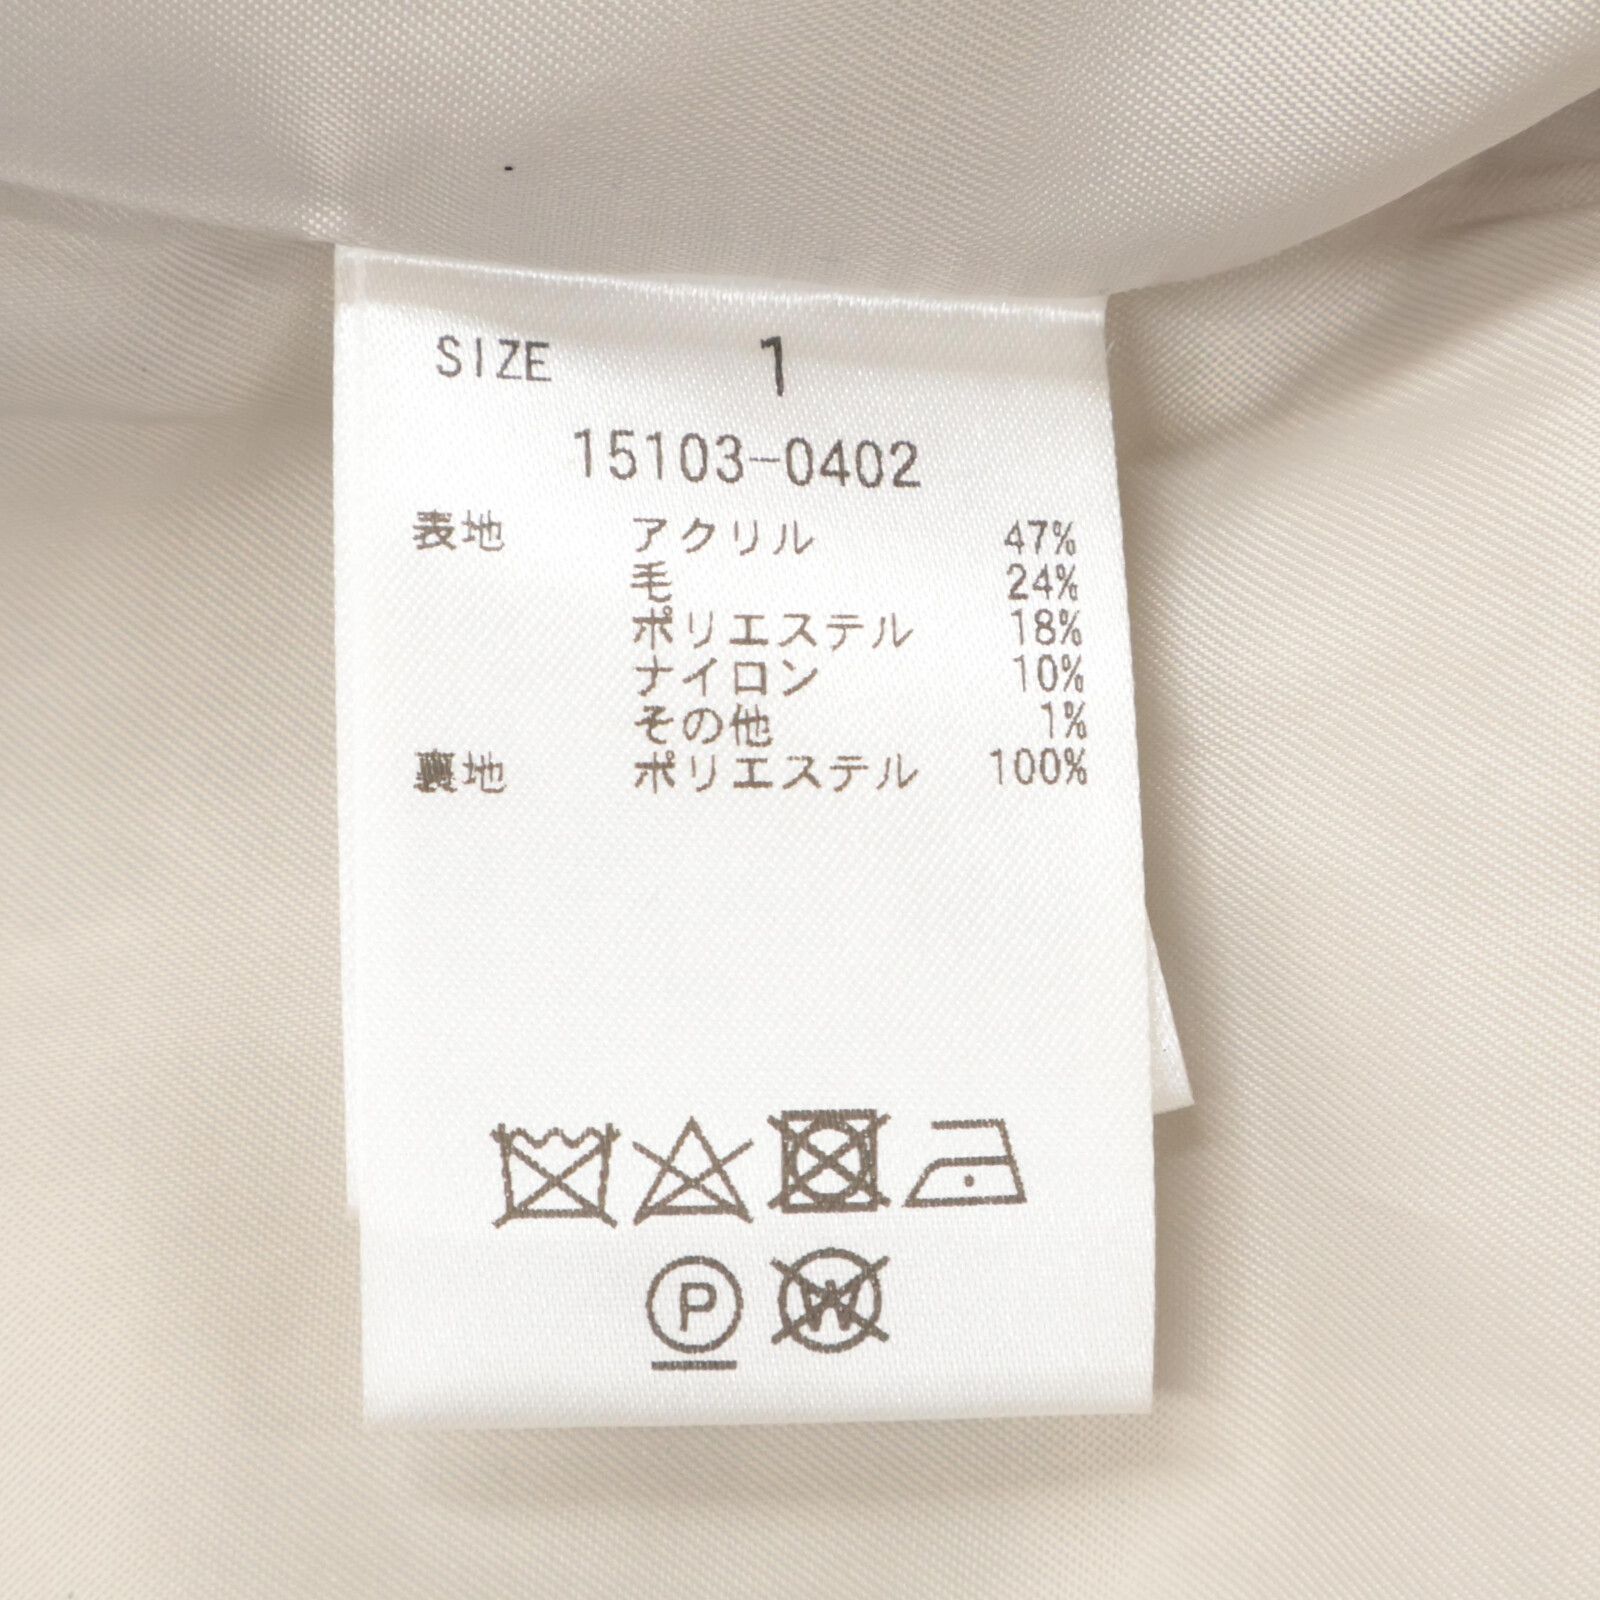 SIZE 1
15103-0402
表地 アクリル 47%
毛 24%
ポリエステル 18%
ナイロン 10%
その他 1%
裏地 ポリエステル 100%
P
W